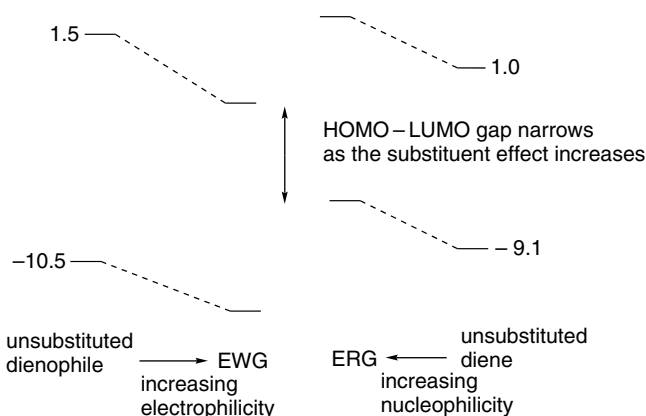 1.5
1.0
HOMO – LUMO gap narrows
as the substituent effect increases
–10.5
– 9.1
unsubstituted
dienophile
EWG
increasing
electrophilicity
ERG
unsubstituted
diene
increasing
nucleophilicity